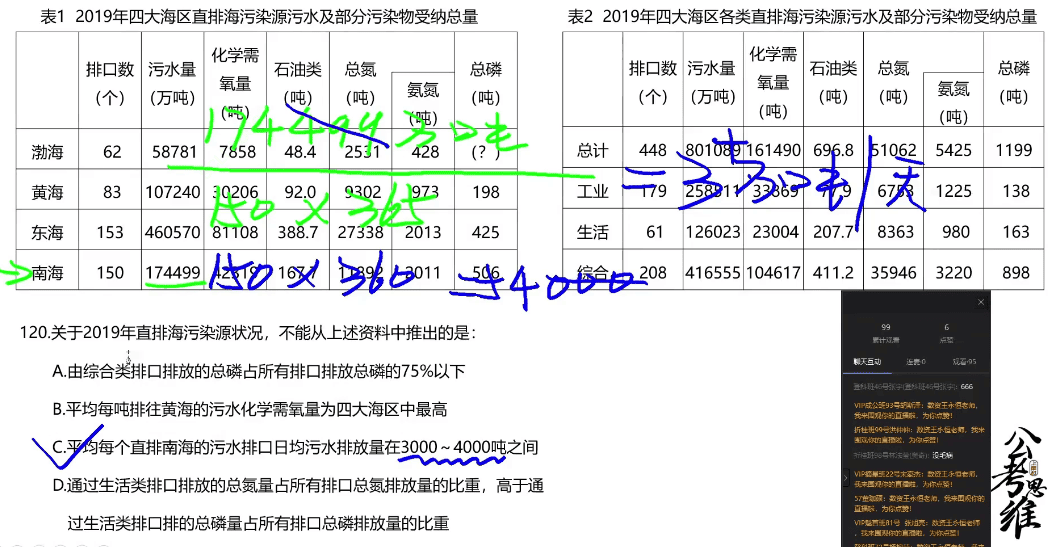 表1 2019年四大海区直排海污染源污水及部分污染物受纳总量
排口数(个) 污水量(万吨) 化学需氧量(吨) 石油类(吨) 总氮(吨) 氨氮(吨) 总磷(吨)
渤海 62 58781 7858 48.4 2531 428 (?)
黄海 83 107240 30206 92.0 9302 973 198
东海 153 460570 81108 388.7 27338 2013 425
南海 150 174499 167.7 506
表2 2019年四大海区各类直排海污染源污水及部分污染物受纳总量
排口数(个) 污水量(万吨) 化学需氧量(吨) 石油类(吨) 总氮(吨) 氨氮(吨) 总磷(吨)
总计 448 801089 161490 696.8 51062 5425 1199
工业 179 1225 138
生活 61 126023 23004 207.7 8363 980 163
综合 208 416555 104617 411.2 35946 3220 898
174499万吨
150×365
=3万吨/天
150×360 4000
120.关于2019年直排海污染源状况，不能从上述资料中推出的是：
A.由综合类排口排放的总磷占所有排口排放总磷的75%以下
B.平均每吨排往黄海的污水化学需氧量为四大海区中最高
C.平均每个直排南海的污水排口日均污水排放量在3000～4000吨之间
D.通过生活类排口排放的总氮量占所有排口总氮排放量的比重，高于通
过生活类排口排的总磷量占所有排口总磷排放量的比重
99 6
累计观看 点赞
聊天互动 连麦·0 观看·95
666
没毛病
公考思维